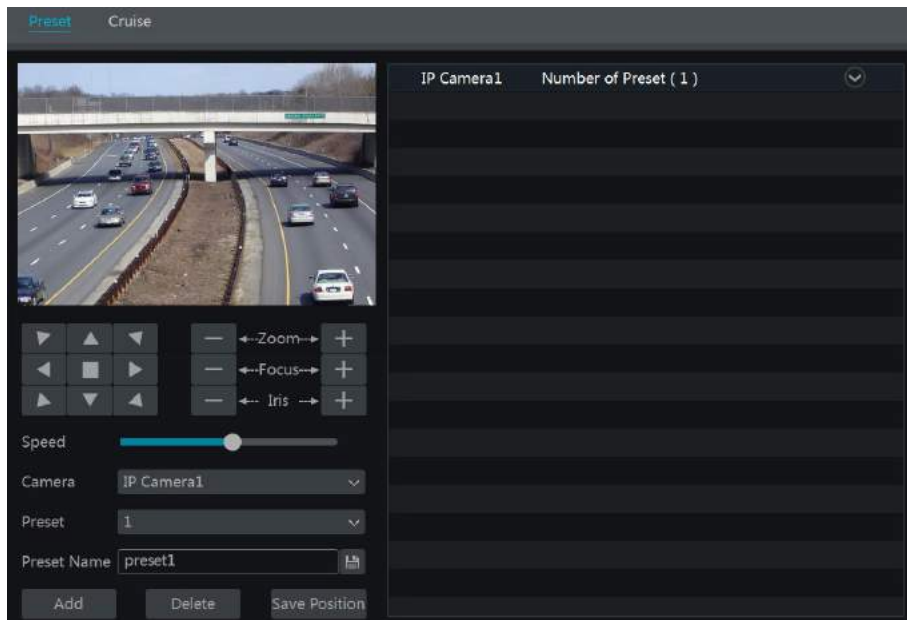 Preset Cruise
IP Camera1 Number of Preset ( 1 )
Zoom
Focus
Iris
Speed
Camera IP Camera1
Preset 1
Preset Name preset1
Add Delete Save Position